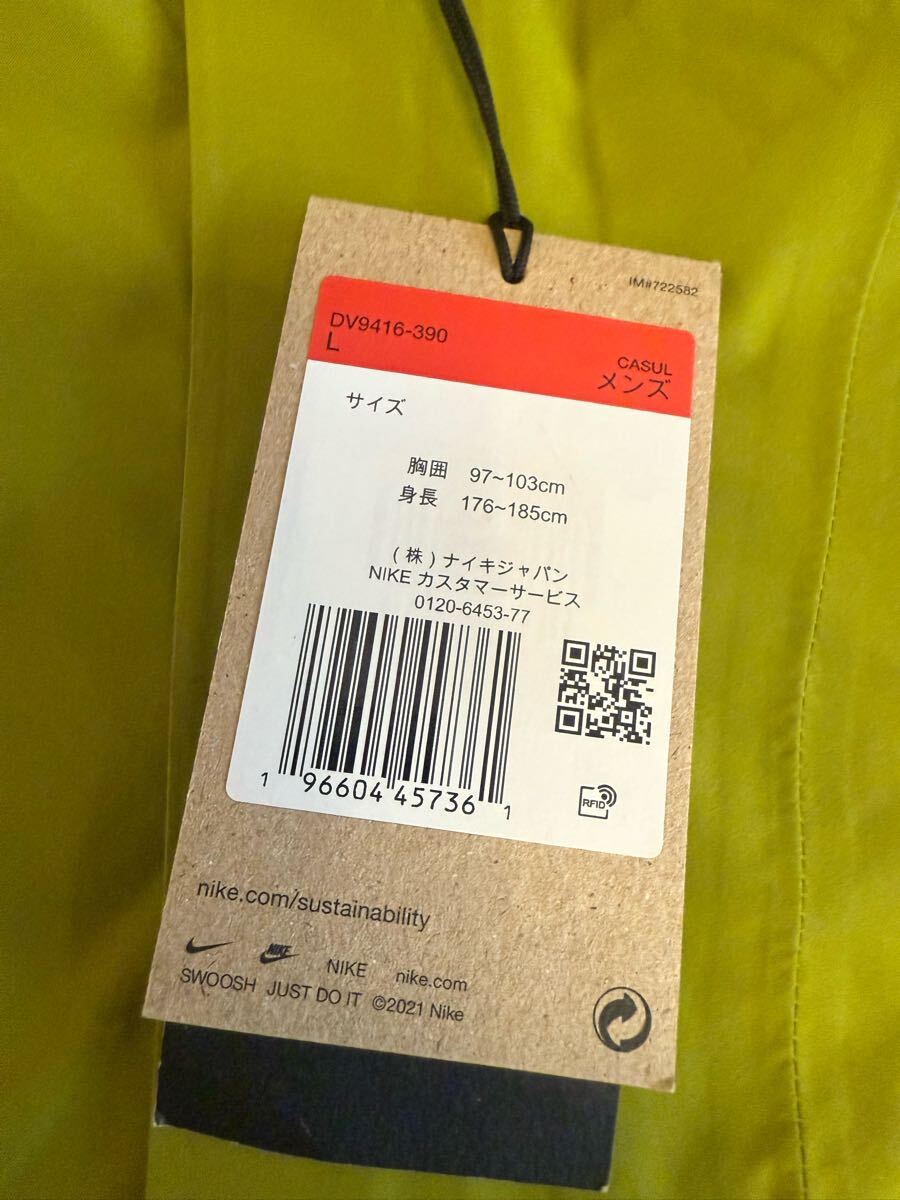 IM#722582
DV9416-390
L
CASUL
メンズ
サイズ
胸囲 97~103cm
身長 176~185cm
(株)ナイキジャパン
NIKE カスタマーサービス
0120-6453-77
RFID
1 96604 45736 1
nike.com/sustainability
NIKE NIKE nike.com
SWOOSH JUST DO IT ©2021 Nike